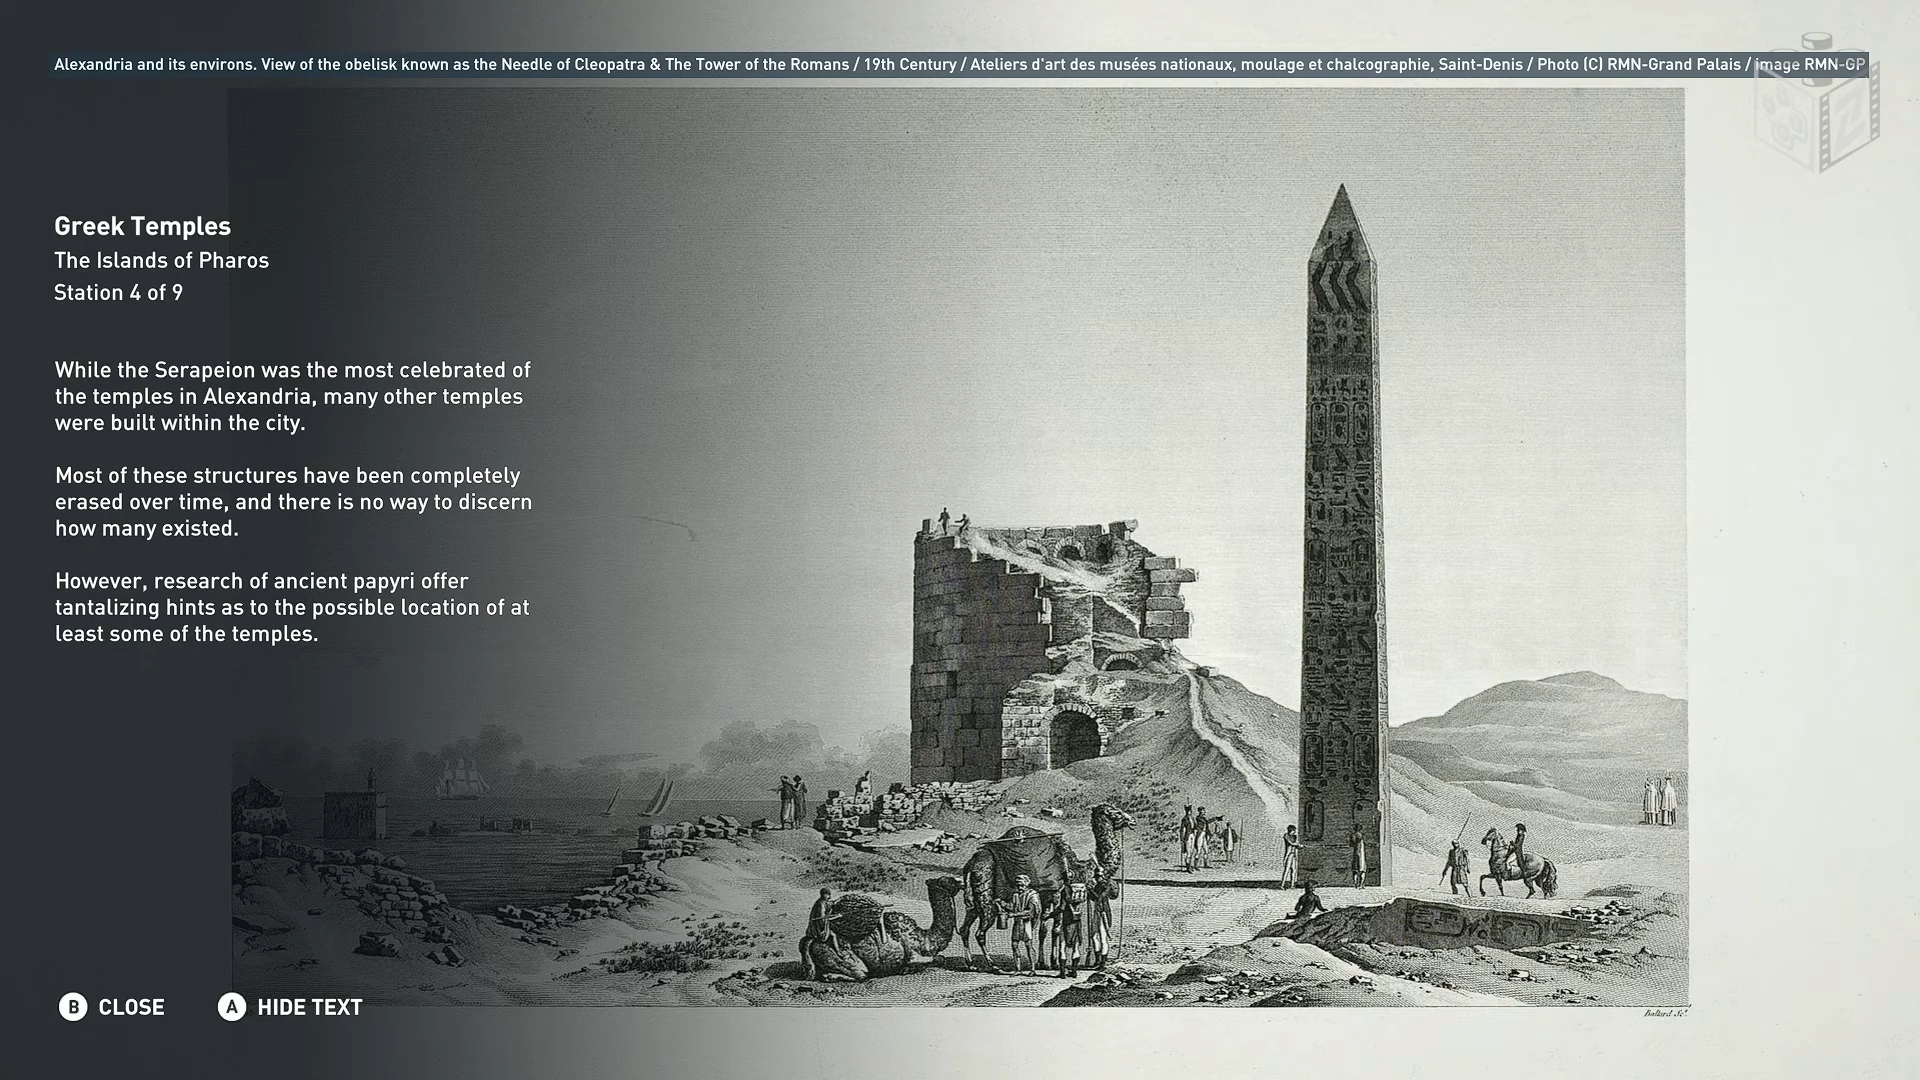 Alexandria and its environs. View of the obelisk known as the Needle of Cleopatra & The Tower of the Romans / 19th Century / Ateliers d'art des musées nationaux, moulage et chalcographie, Saint-Denis / Photo (C) RMN-Grand Palais / image RMN-GP
Greek Temples
The Islands of Pharos
Station 4 of 9
While the Serapeion was the most celebrated of
the temples in Alexandria, many other temples
were built within the city.
Most of these structures have been completely
erased over time, and there is no way to discern
how many existed.
However, research of ancient papyri offer
tantalizing hints as to the possible location of at
least some of the temples.
B CLOSE A HIDE TEXT